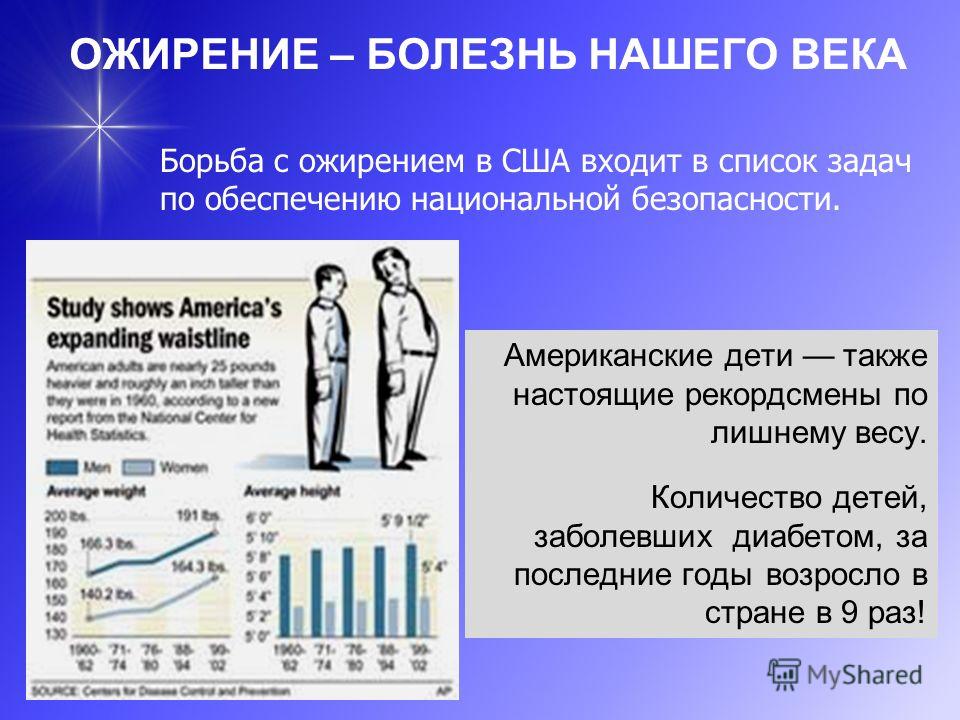 ОЖИРЕНИЕ – БОЛЕЗНЬ НАШЕГО ВЕКА
Борьба с ожирением в США входит в список задач
по обеспечению национальной безопасности.
Study shows America's
expanding waistline
American adults are nearly 25 pounds
heavier and roughly an inch taller than
they were in 1960, according to a new
report from the National Center for
Health Statistics.
Men Women
Average weight
200 lbs.
190
180
170
160
150
140
130
166.3 lbs.
191 lbs.
140.2 lbs.
164.3 lbs.
1960-'62 '71-'74 '76-'80 '88-'94 '99-'02
Average height
6' 0"
5' 10"
5' 8"
5' 6"
5' 4"
5' 2"
5' 0"
5' 9 1/2"
5' 4"
1960-'62 '71-'74 '76-'80 '88-'94 '99-'02
SOURCE: Centers for Disease Control and Prevention AP
Американские дети — также
настоящие рекордсмены по
лишнему весу.
Количество детей,
заболевших диабетом, за
последние годы возросло в
стране в 9 раз!
MyShared